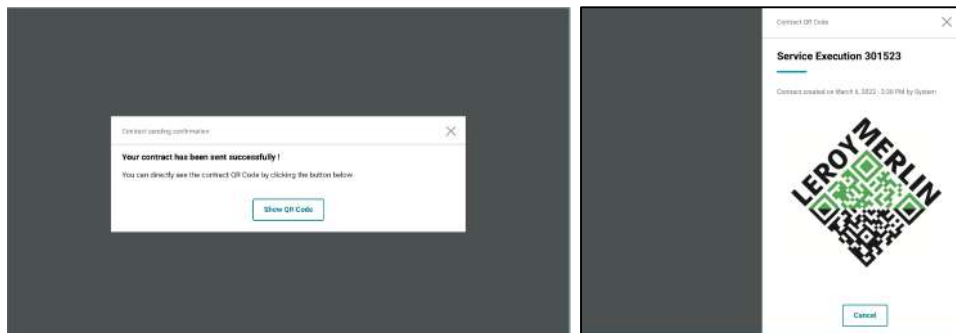 Contract sending confirmation
Your contract has been sent successfully !
You can directly see the contract QR Code by clicking the button below
Show QR Code
Contract QR Code
Service Execution 301523
Contract created on March 6, 2022 - 2:30 PM by System
LEROY MERLIN
Cancel